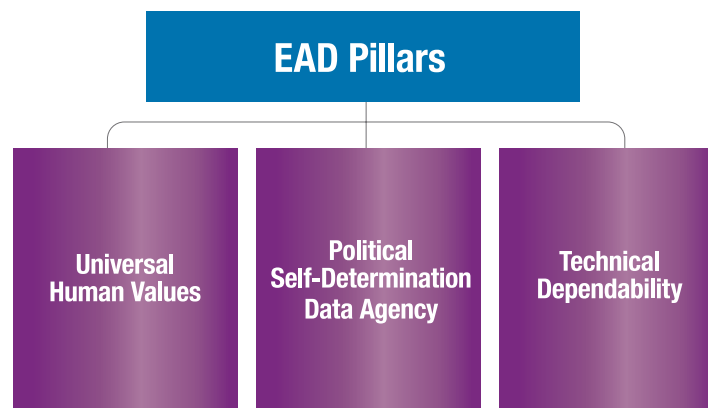 EAD Pillars
Universal
Human Values
Political
Self-Determination
Data Agency
Technical
Dependability